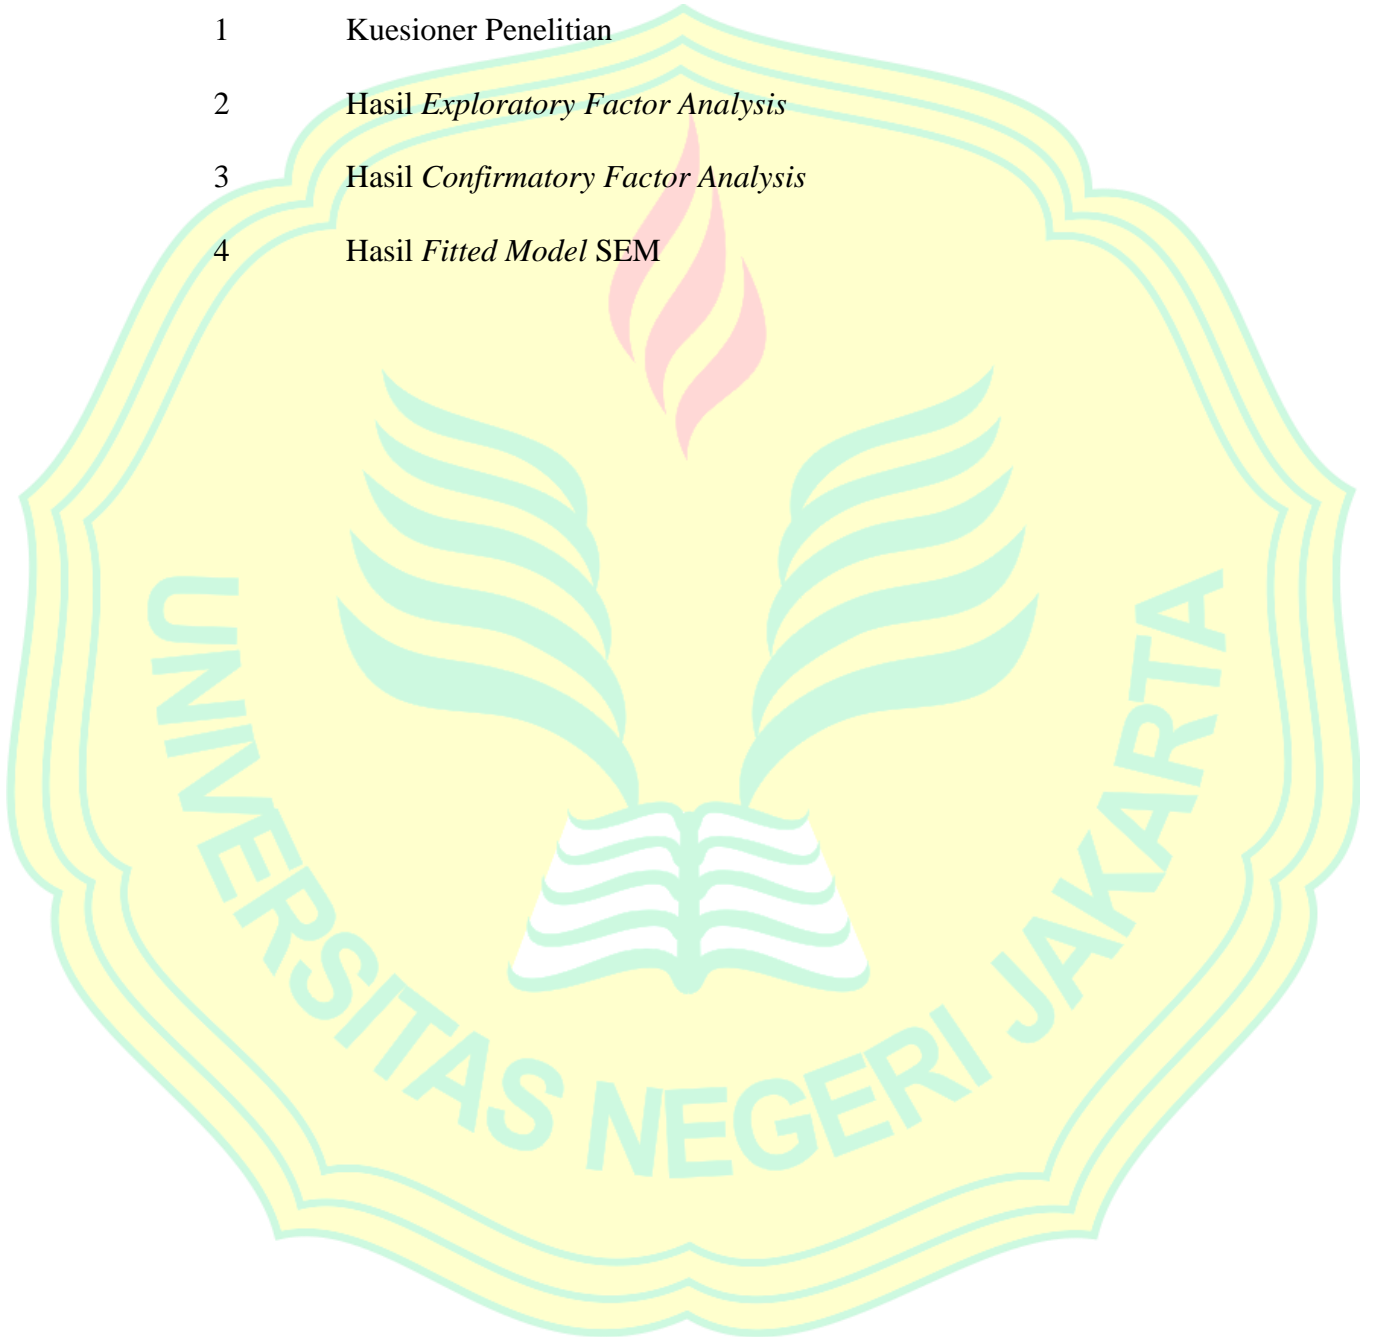 1 Kuesioner Penelitian
2 Hasil Exploratory Factor Analysis
3 Hasil Confirmatory Factor Analysis
4 Hasil Fitted Model SEM
UNIVERSITAS NEGERI JAKARTA